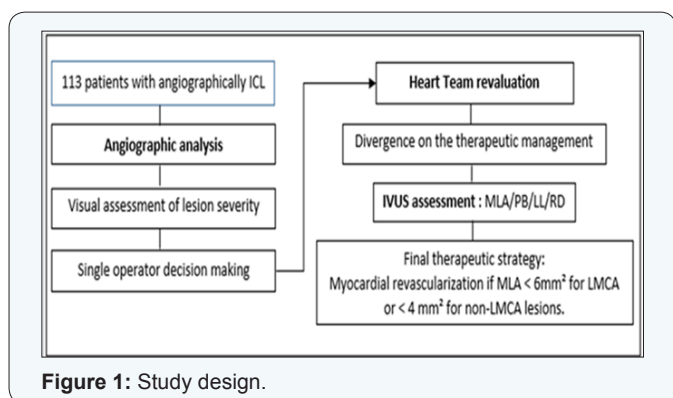 113 patients with angiographically ICL
Angiographic analysis
Visual assessment of lesion severity
Single operator decision making
Heart Team revaluation
Divergence on the therapeutic management
IVUS assessment : MLA/PB/LL/RD
Final therapeutic strategy:
Myocardial revascularization if MLA < 6mm² for LMCA
or < 4 mm² for non-LMCA lesions.
Figure 1: Study design.